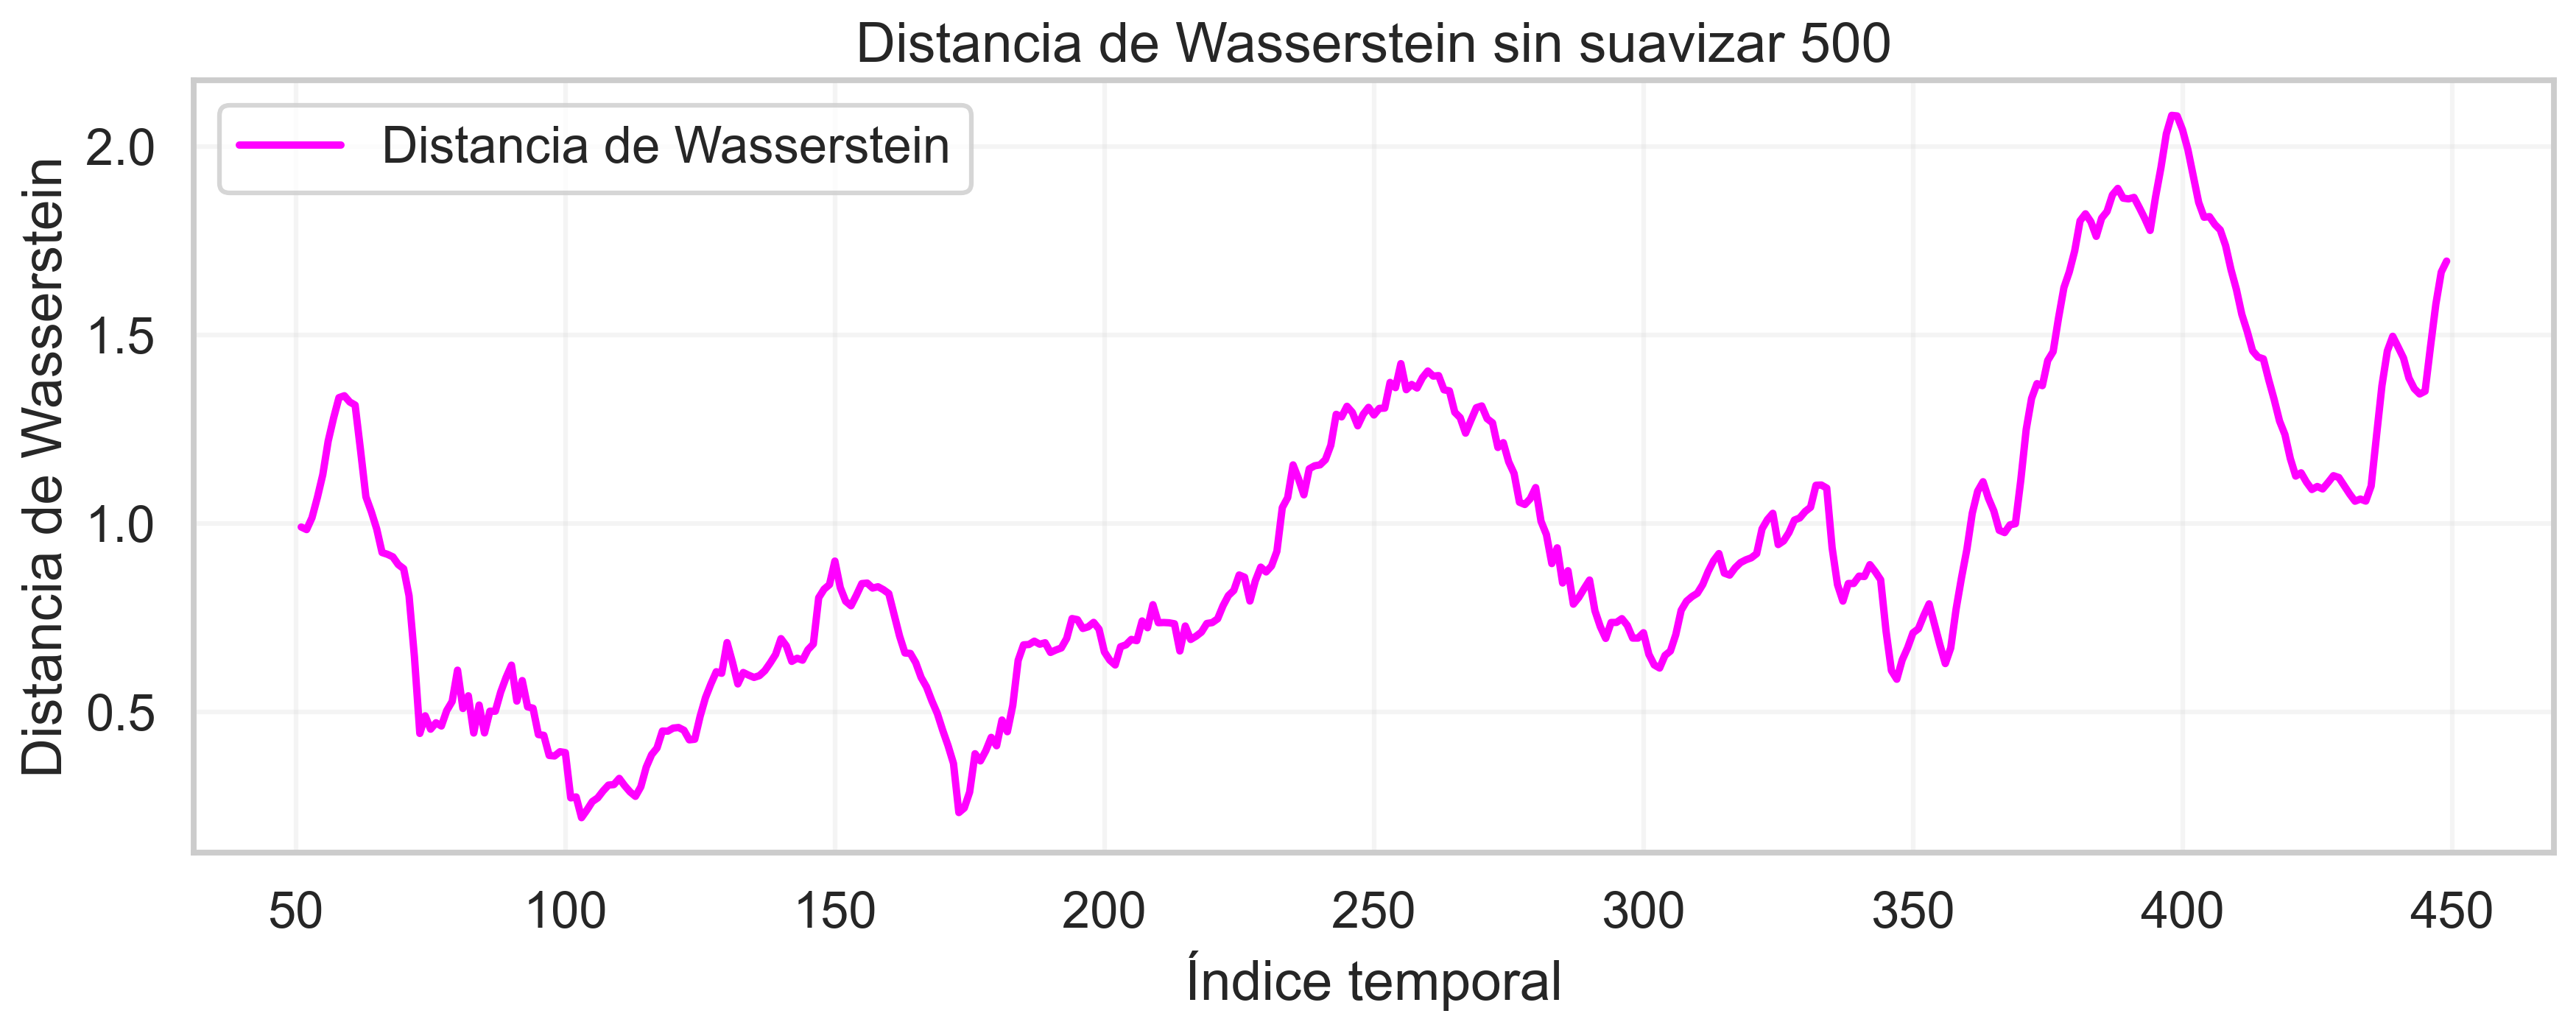 Distancia de Wasserstein sin suavizar 500
Distancia de Wasserstein
Distancia de Wasserstein
2.0
1.5
1.0
0.5
50 100 150 200 250 300 350 400 450
Índice temporal